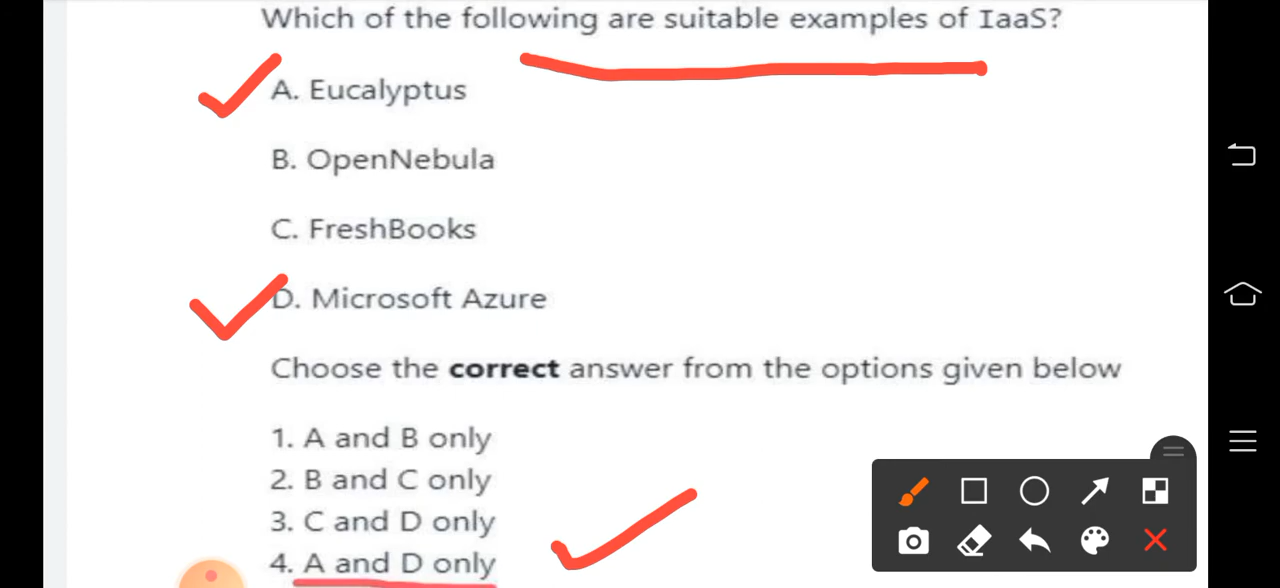 Which of the following are suitable examples of IaaS?
A. Eucalyptus
B. OpenNebula
C. FreshBooks
D. Microsoft Azure
Choose the correct answer from the options given below
1. A and B only
2. B and C only
3. C and D only
4. A and D only